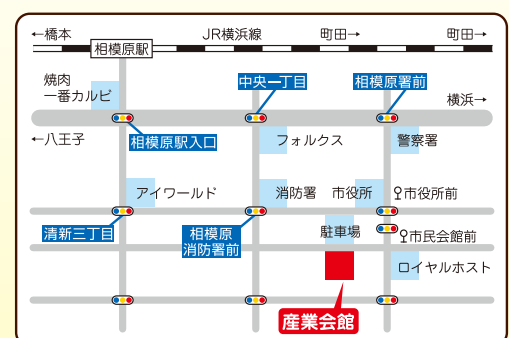 ←橋本
JR横浜線
町田→
町田→
相模原駅
焼肉
一番カルビ
中央一丁目
相模原署前
横浜→
←八王子
相模原駅入口
フォルクス
警察署
アイワールド
消防署
市役所
市役所前
清新三丁目
相模原
消防署前
駐車場
市民会館前
ロイヤルホスト
産業会館